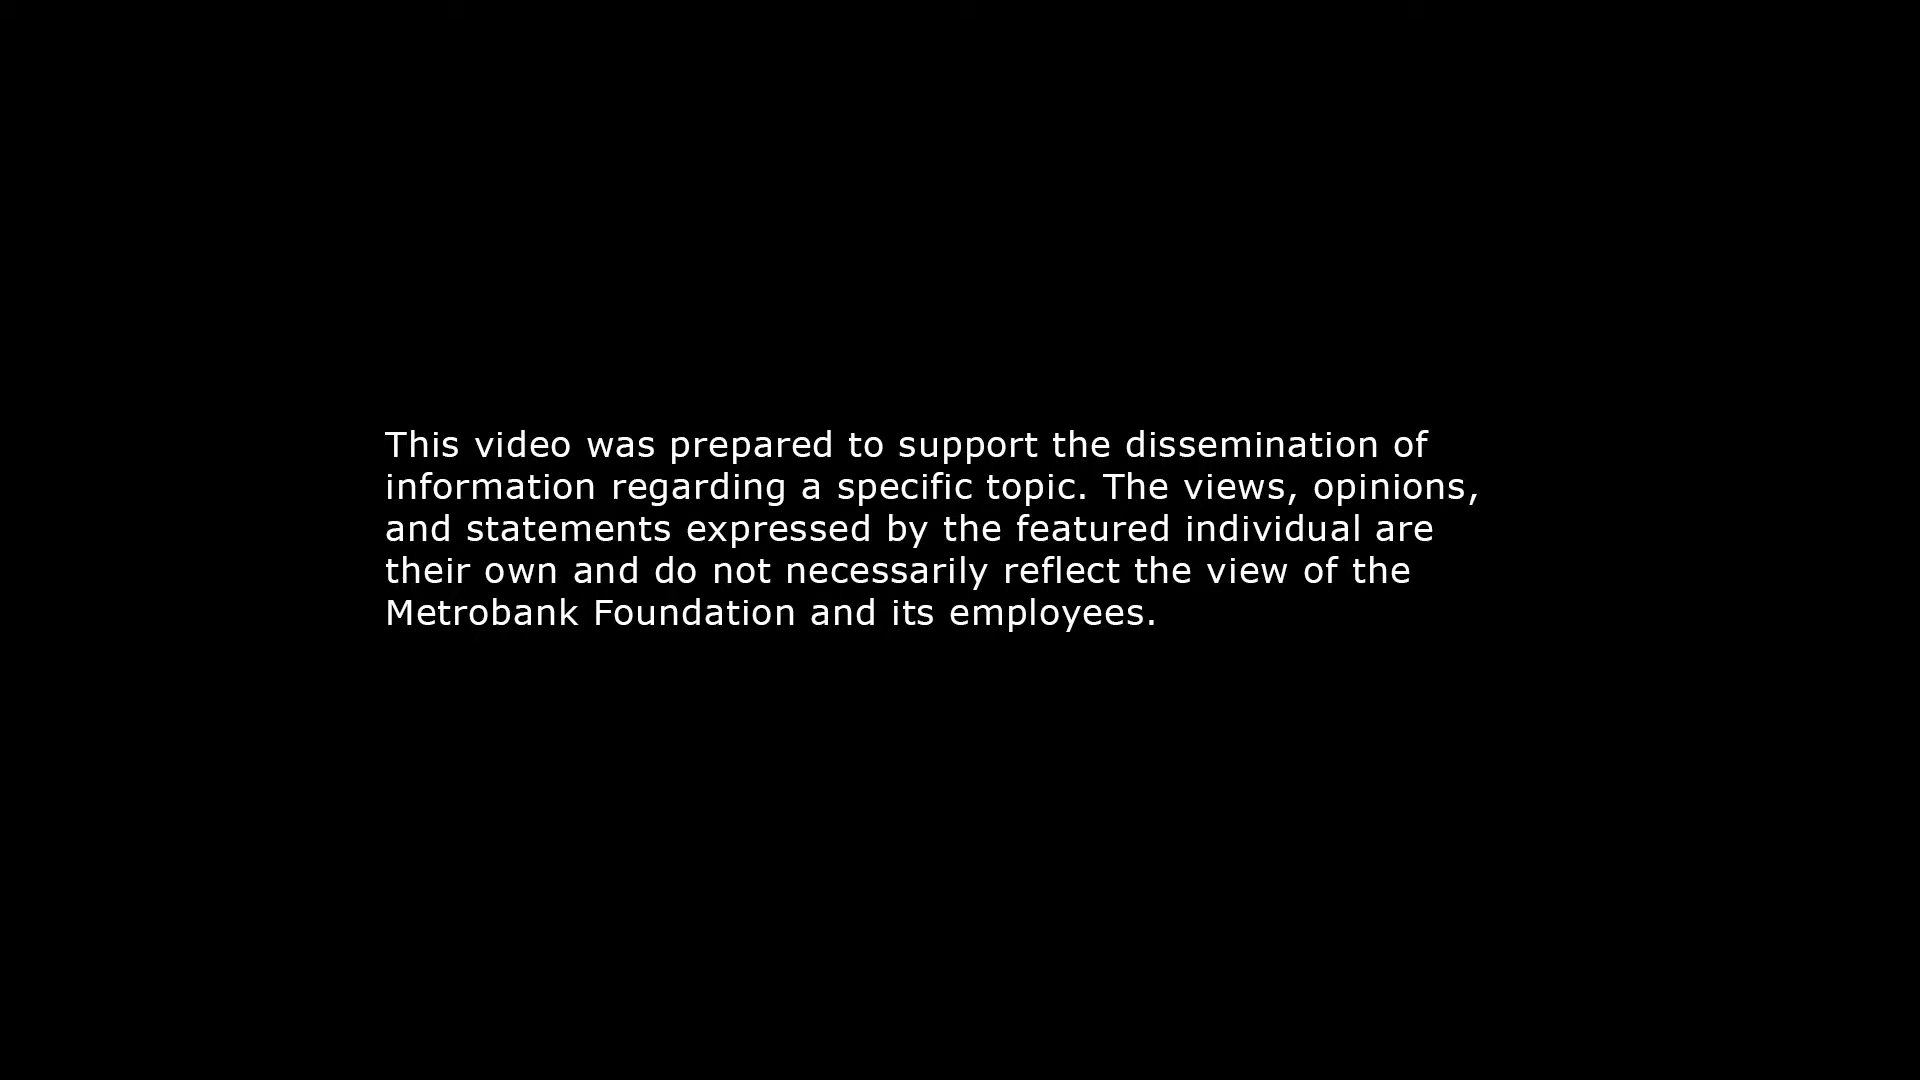 This video was prepared to support the dissemination of
information regarding a specific topic. The views, opinions,
and statements expressed by the featured individual are
their own and do not necessarily reflect the view of the
Metrobank Foundation and its employees.